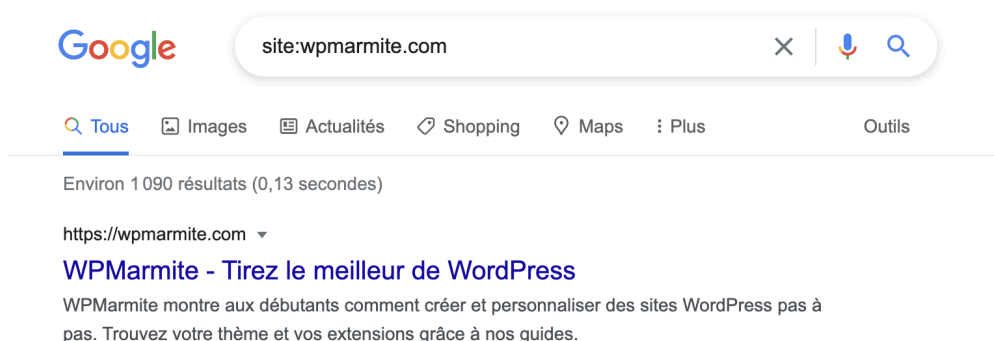 Google
site:wpmarmite.com
Tous Images Actualités Shopping Maps Plus Outils
Environ 1 090 résultats (0,13 secondes)
https://wpmarmite.com
WPMarmite - Tirez le meilleur de WordPress
WPMarmite montre aux débutants comment créer et personnaliser des sites WordPress pas à
pas. Trouvez votre thème et vos extensions grâce à nos guides.